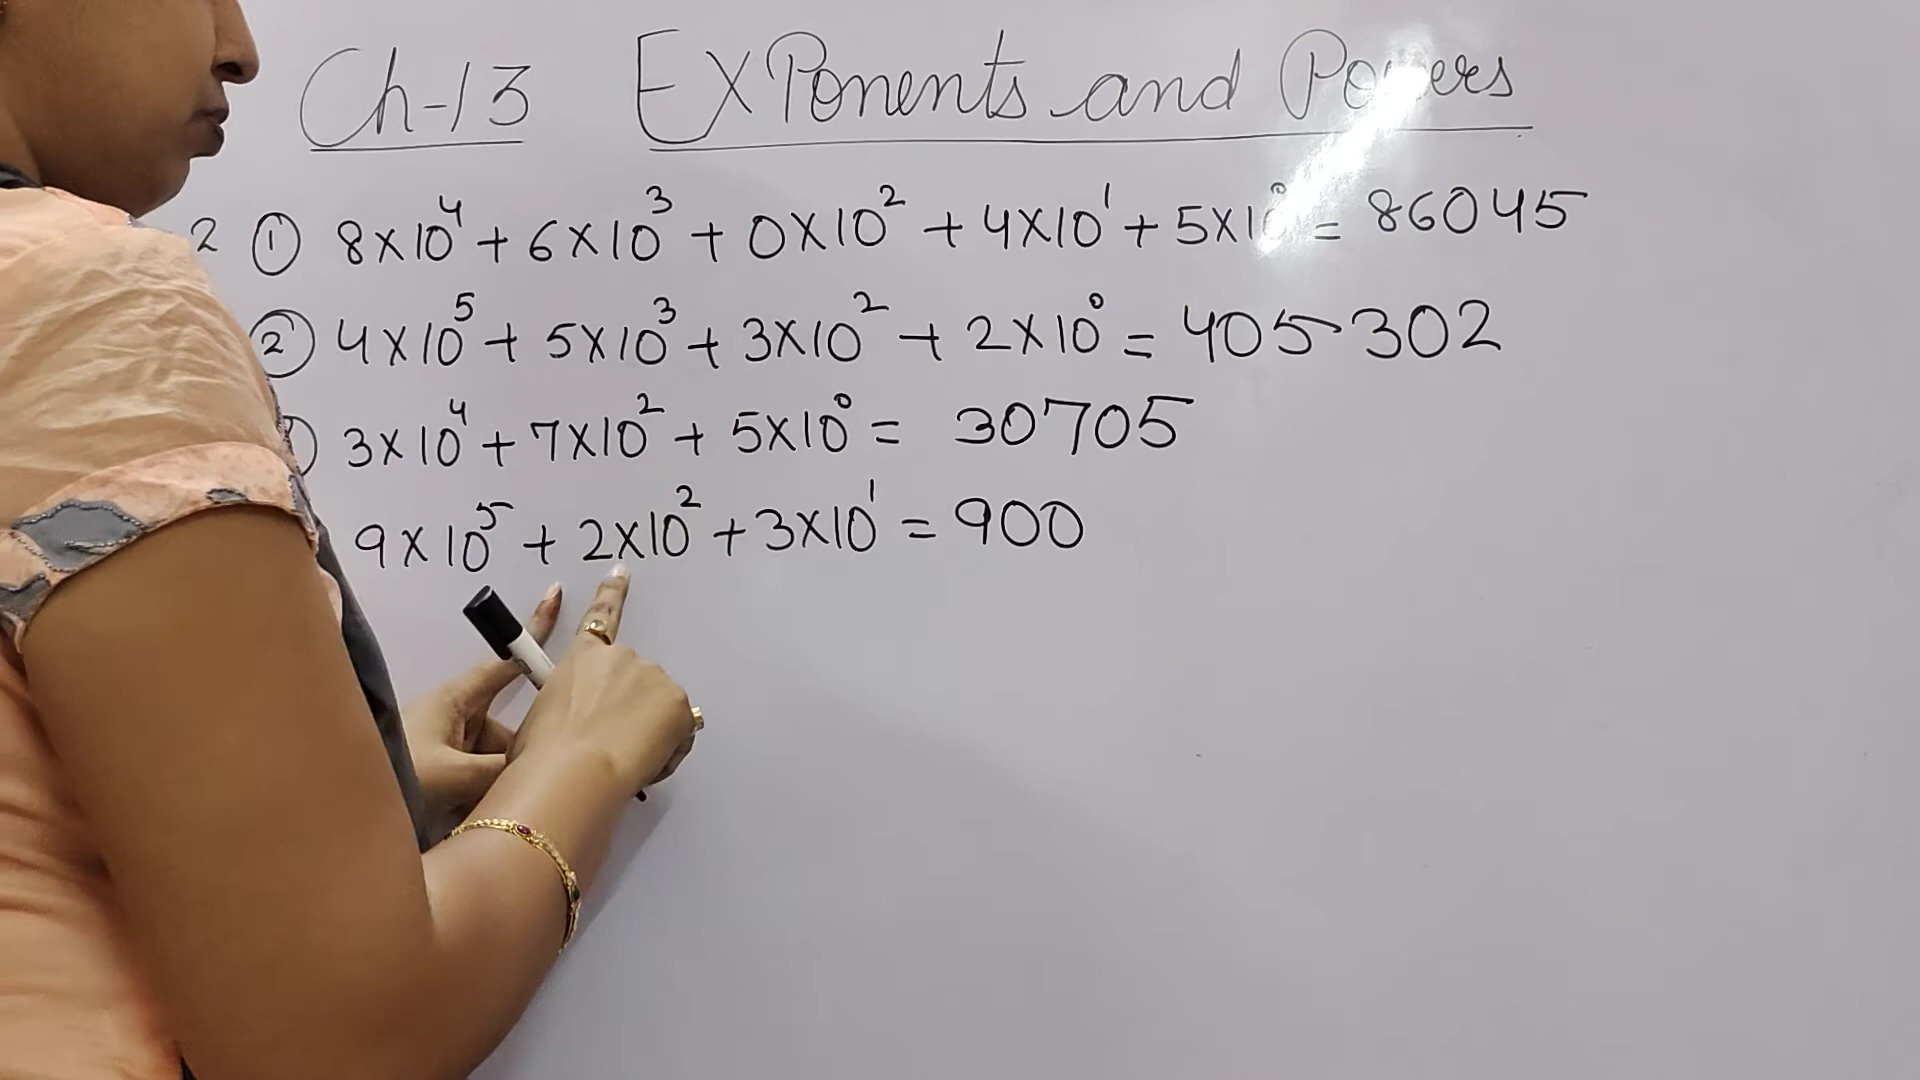 Ch-13 Exponents and Powers
2 ① 8×10⁴ + 6×10³ + 0×10² + 4×10¹ + 5×10⁰ = 86045
② 4×10⁵ + 5×10³ + 3×10² + 2×10⁰ = 405302
3×10⁴ + 7×10² + 5×10⁰ = 30705
9×10⁵ + 2×10² + 3×10¹ = 900